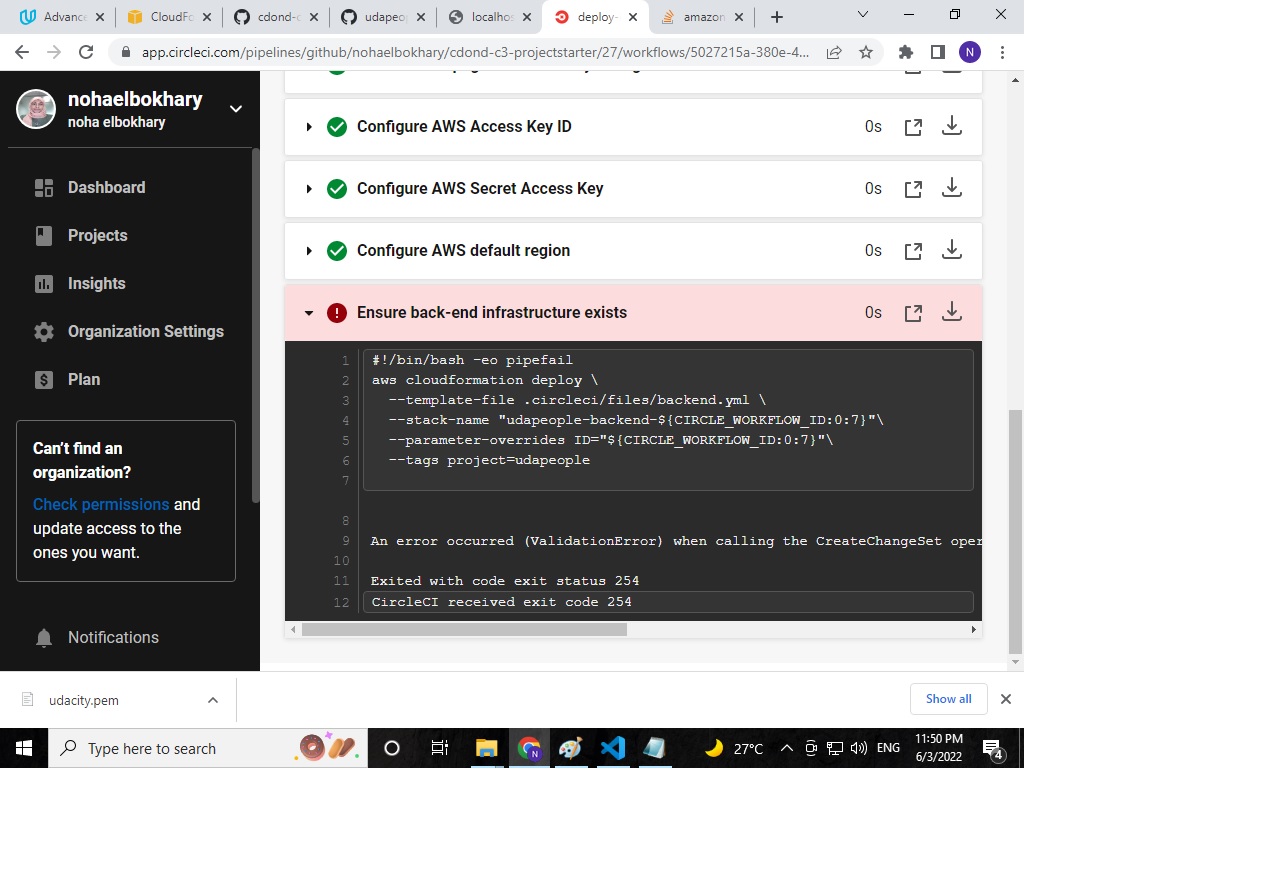 Advance
CloudFo
cdond-c
udapeop
localhos
deploy-
amazon
app.circleci.com/pipelines/github/nohaelbokhary/cdond-c3-projectstarter/27/workflows/5027215a-380e-4...
N
nohaelbokhary
noha elbokhary
Dashboard
Projects
Insights
Organization Settings
Plan
Can't find an
organization?
Check permissions and
update access to the
ones you want.
Notifications
Configure AWS Access Key ID
0s
Configure AWS Secret Access Key
0s
Configure AWS default region
0s
Ensure back-end infrastructure exists
0s
1 #!/bin/bash -eo pipefail
2 aws cloudformation deploy \
3 --template-file .circleci/files/backend.yml \
4 --stack-name "udapeople-backend-${CIRCLE_WORKFLOW_ID:0:7}"\
5 --parameter-overrides ID="${CIRCLE_WORKFLOW_ID:0:7}"\
6 --tags project=udapeople
7
8
9 An error occurred (ValidationError) when calling the CreateChangeSet oper
10
11 Exited with code exit status 254
12 CircleCI received exit code 254
udacity.pem
Show all
Type here to search
N
27°C
ENG
11:50 PM
6/3/2022
4